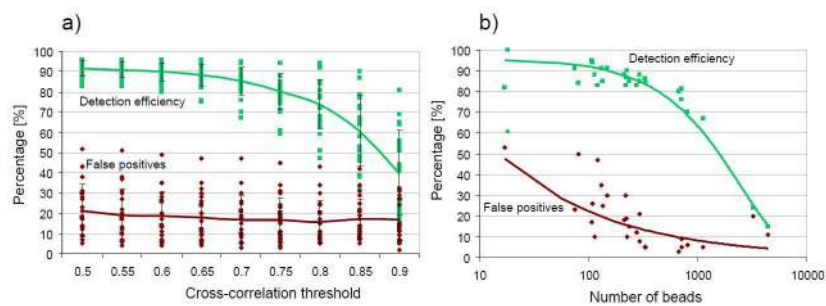 a)
100
90
80
70
60
50
40
30
20
10
0
Percentage [%]
Detection efficiency
False positives
0.5 0.55 0.6 0.65 0.7 0.75 0.8 0.85 0.9
Cross-correlation threshold
b)
100
90
80
70
60
50
40
30
20
10
0
Percentage [%]
Detection efficiency
False positives
10 100 1000 10000
Number of beads